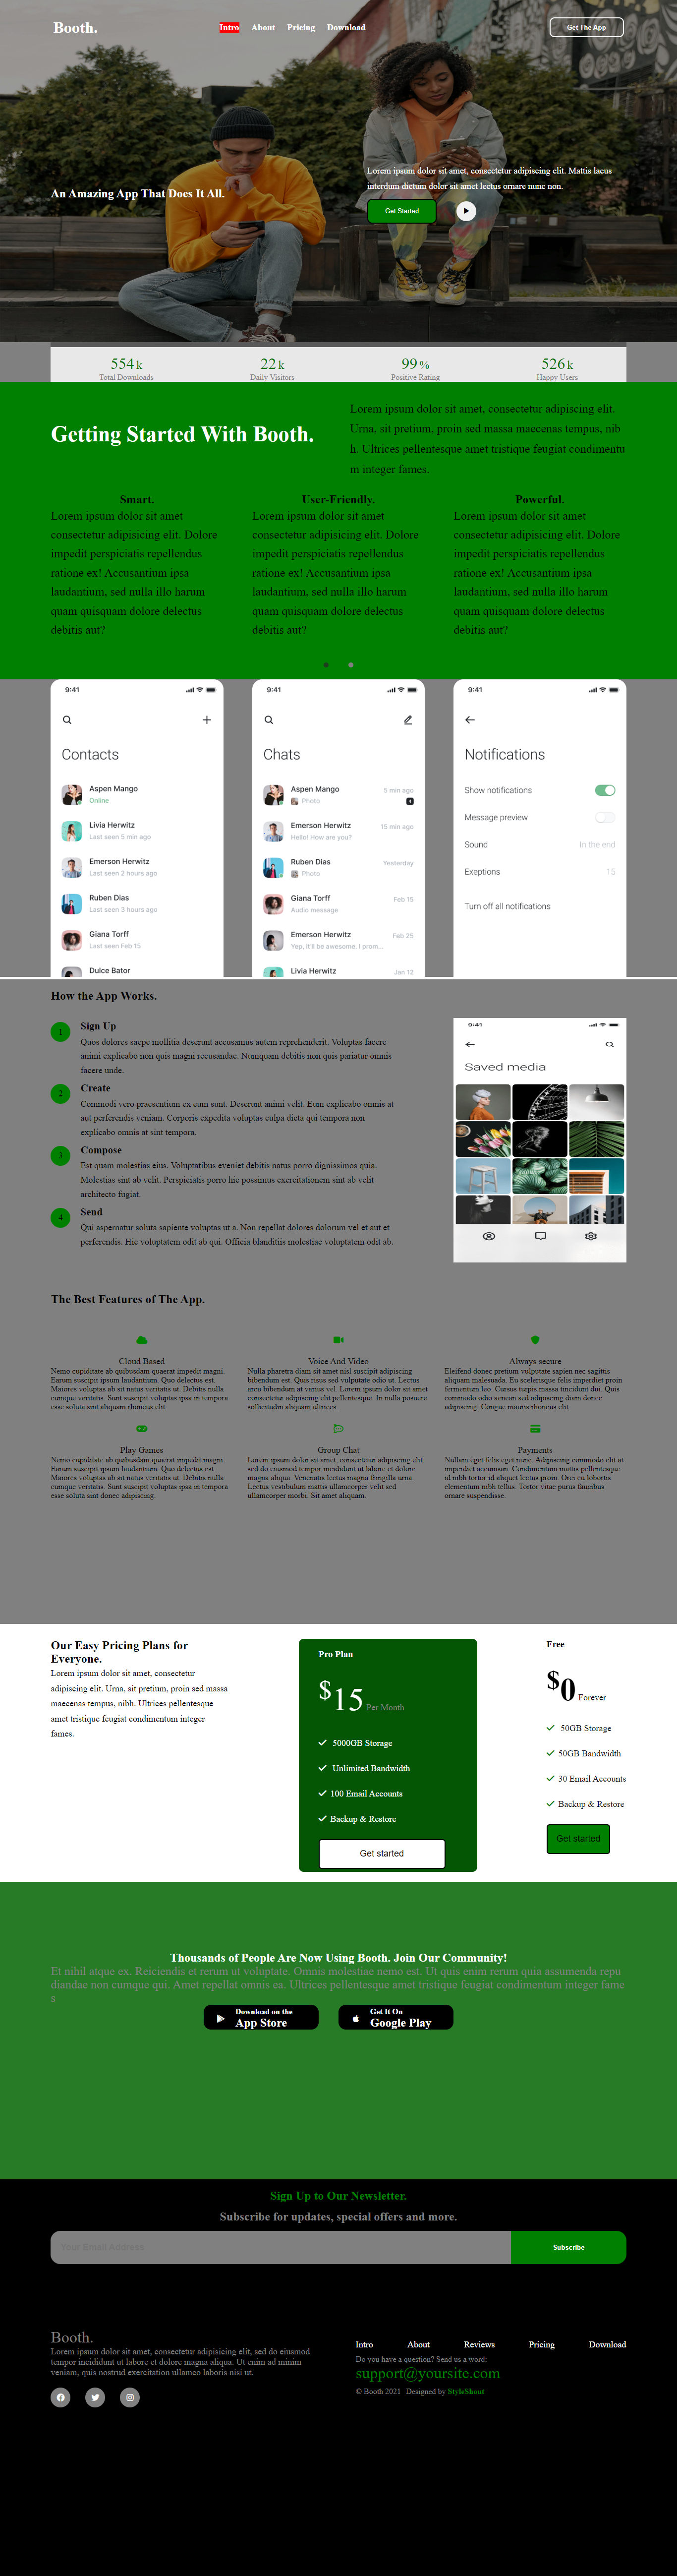 Booth.
Intro
About
Pricing
Download
Get The App
An Amazing App That Does It All.
Lorem ipsum dolor sit amet, consectetur adipiscing elit. Mattis lacus
interdum dictum dolor sit amet lectus ornare nunc non.
Get Started
554 k
Total Downloads
22 k
Daily Visitors
99 %
Positive Rating
526 k
Happy Users
Getting Started With Booth.
Lorem ipsum dolor sit amet, consectetur adipiscing elit.
Urna, sit pretium, proin sed massa maecenas tempus, nib
h. Ultrices pellentesque amet tristique feugiat condimentu
m integer fames.
Smart.
Lorem ipsum dolor sit amet
consectetur adipisicing elit. Dolore
impedit perspiciatis repellendus
ratione ex! Accusantium ipsa
laudantium, sed nulla illo harum
quam quisquam dolore delectus
debitis aut?
User-Friendly.
Lorem ipsum dolor sit amet
consectetur adipisicing elit. Dolore
impedit perspiciatis repellendus
ratione ex! Accusantium ipsa
laudantium, sed nulla illo harum
quam quisquam dolore delectus
debitis aut?
Powerful.
Lorem ipsum dolor sit amet
consectetur adipisicing elit. Dolore
impedit perspiciatis repellendus
ratione ex! Accusantium ipsa
laudantium, sed nulla illo harum
quam quisquam dolore delectus
debitis aut?
9:41
Contacts
Aspen Mango
Online
Livia Herwitz
Last seen 5 min ago
Emerson Herwitz
Last seen 2 hours ago
Ruben Dias
Last seen 3 hours ago
Giana Torff
Last seen Feb 15
Dulce Bator
9:41
Chats
Aspen Mango
5 min ago
Photo
4
Emerson Herwitz
15 min ago
Hello! How are you?
Ruben Dias
Yesterday
Photo
Giana Torff
Feb 15
Audio message
Emerson Herwitz
Feb 25
Yep, it'll be awesome. I prom...
Livia Herwitz
Jan 12
9:41
Notifications
Show notifications
Message preview
Sound
In the end
Exeptions
15
Turn off all notifications
How the App Works.
1
Sign Up
Quos dolores saepe mollitia deserunt accusamus autem reprehenderit. Voluptas facere
animi explicabo non quis magni recusandae. Numquam debitis non quis pariatur omnis
facere unde.
2
Create
Commodi vero praesentium ex eum sunt. Deserunt animi velit. Eum explicabo omnis at
aut perferendis veniam. Corporis expedita voluptas culpa dicta qui tempora non
explicabo omnis at sint tempora.
3
Compose
Est quam molestias eius. Voluptatibus eveniet debitis natus porro dignissimos quia.
Molestias sint ab velit. Perspiciatis porro hic possimus exercitationem sint ab velit
architecto fugiat.
4
Send
Qui aspernatur soluta sapiente voluptas ut a. Non repellat dolores dolorum vel et aut et
perferendis. Hic voluptatem odit ab qui. Officia blanditiis molestiae voluptatem odit ab.
9:41
Saved media
The Best Features of The App.
Cloud Based
Nemo cupiditate ab quibusdam quaerat impedit magni.
Earum suscipit ipsum laudantium. Quo delectus est.
Maiores voluptas ab sit natus veritatis ut. Debitis nulla
cumque veritatis. Sunt suscipit voluptas ipsa in tempora
esse soluta sint aliquam rhoncus elit.
Voice And Video
Nulla pharetra diam sit amet nisl suscipit adipiscing
bibendum est. Quis risus sed vulputate odio ut. Lectus
arcu bibendum at varius vel. Lorem ipsum dolor sit amet
consectetur adipiscing elit pellentesque. In nulla posuere
sollicitudin aliquam ultrices.
Always secure
Eleifend donec pretium vulputate sapien nec sagittis
aliquam malesuada. Eu scelerisque felis imperdiet proin
fermentum leo. Cursus turpis massa tincidunt dui. Quis
commodo odio aenean sed adipiscing diam donec
adipiscing. Congue mauris rhoncus elit.
Play Games
Nemo cupiditate ab quibusdam quaerat impedit magni.
Earum suscipit ipsum laudantium. Quo delectus est.
Maiores voluptas ab sit natus veritatis ut. Debitis nulla
cumque veritatis. Sunt suscipit voluptas ipsa in tempora
esse soluta sint donec adipiscing.
Group Chat
Lorem ipsum dolor sit amet, consectetur adipiscing elit,
sed do eiusmod tempor incididunt ut labore et dolore
magna aliqua. Venenatis lectus magna fringilla urna.
Lectus vestibulum mattis ullamcorper velit sed
ullamcorper morbi. Sit amet aliquam.
Payments
Nullam eget felis eget nunc. Adipiscing commodo elit at
imperdiet accumsan. Condimentum mattis pellentesque
id nibh tortor id aliquet lectus proin. Orci eu lobortis
elementum nibh tellus. Tortor vitae purus faucibus
ornare suspendisse.
Our Easy Pricing Plans for
Everyone.
Lorem ipsum dolor sit amet, consectetur
adipiscing elit. Urna, sit pretium, proin sed massa
maecenas tempus, nibh. Ultrices pellentesque
amet tristique feugiat condimentum integer
fames.
Pro Plan
$15 Per Month
5000GB Storage
Unlimited Bandwidth
100 Email Accounts
Backup & Restore
Get started
Free
$0 Forever
50GB Storage
50GB Bandwidth
30 Email Accounts
Backup & Restore
Get started
Thousands of People Are Now Using Booth. Join Our Community!
Et nihil atque ex. Reiciendis et rerum ut voluptate. Omnis molestiae nemo est. Ut quis enim rerum quia assumenda repu
diandae non cumque qui. Amet repellat omnis ea. Ultrices pellentesque amet tristique feugiat condimentum integer fame
s
Download on the
App Store
Get It On
Google Play
Sign Up to Our Newsletter.
Subscribe for updates, special offers and more.
Your Email Address
Subscribe
Booth.
Lorem ipsum dolor sit amet, consectetur adipisicing elit, sed do eiusmod
tempor incididunt ut labore et dolore magna aliqua. Ut enim ad minim
veniam, quis nostrud exercitation ullamco laboris nisi ut.
Intro
About
Reviews
Pricing
Download
Do you have a question? Send us a word:
support@yoursite.com
© Booth 2021 Designed by StyleShout